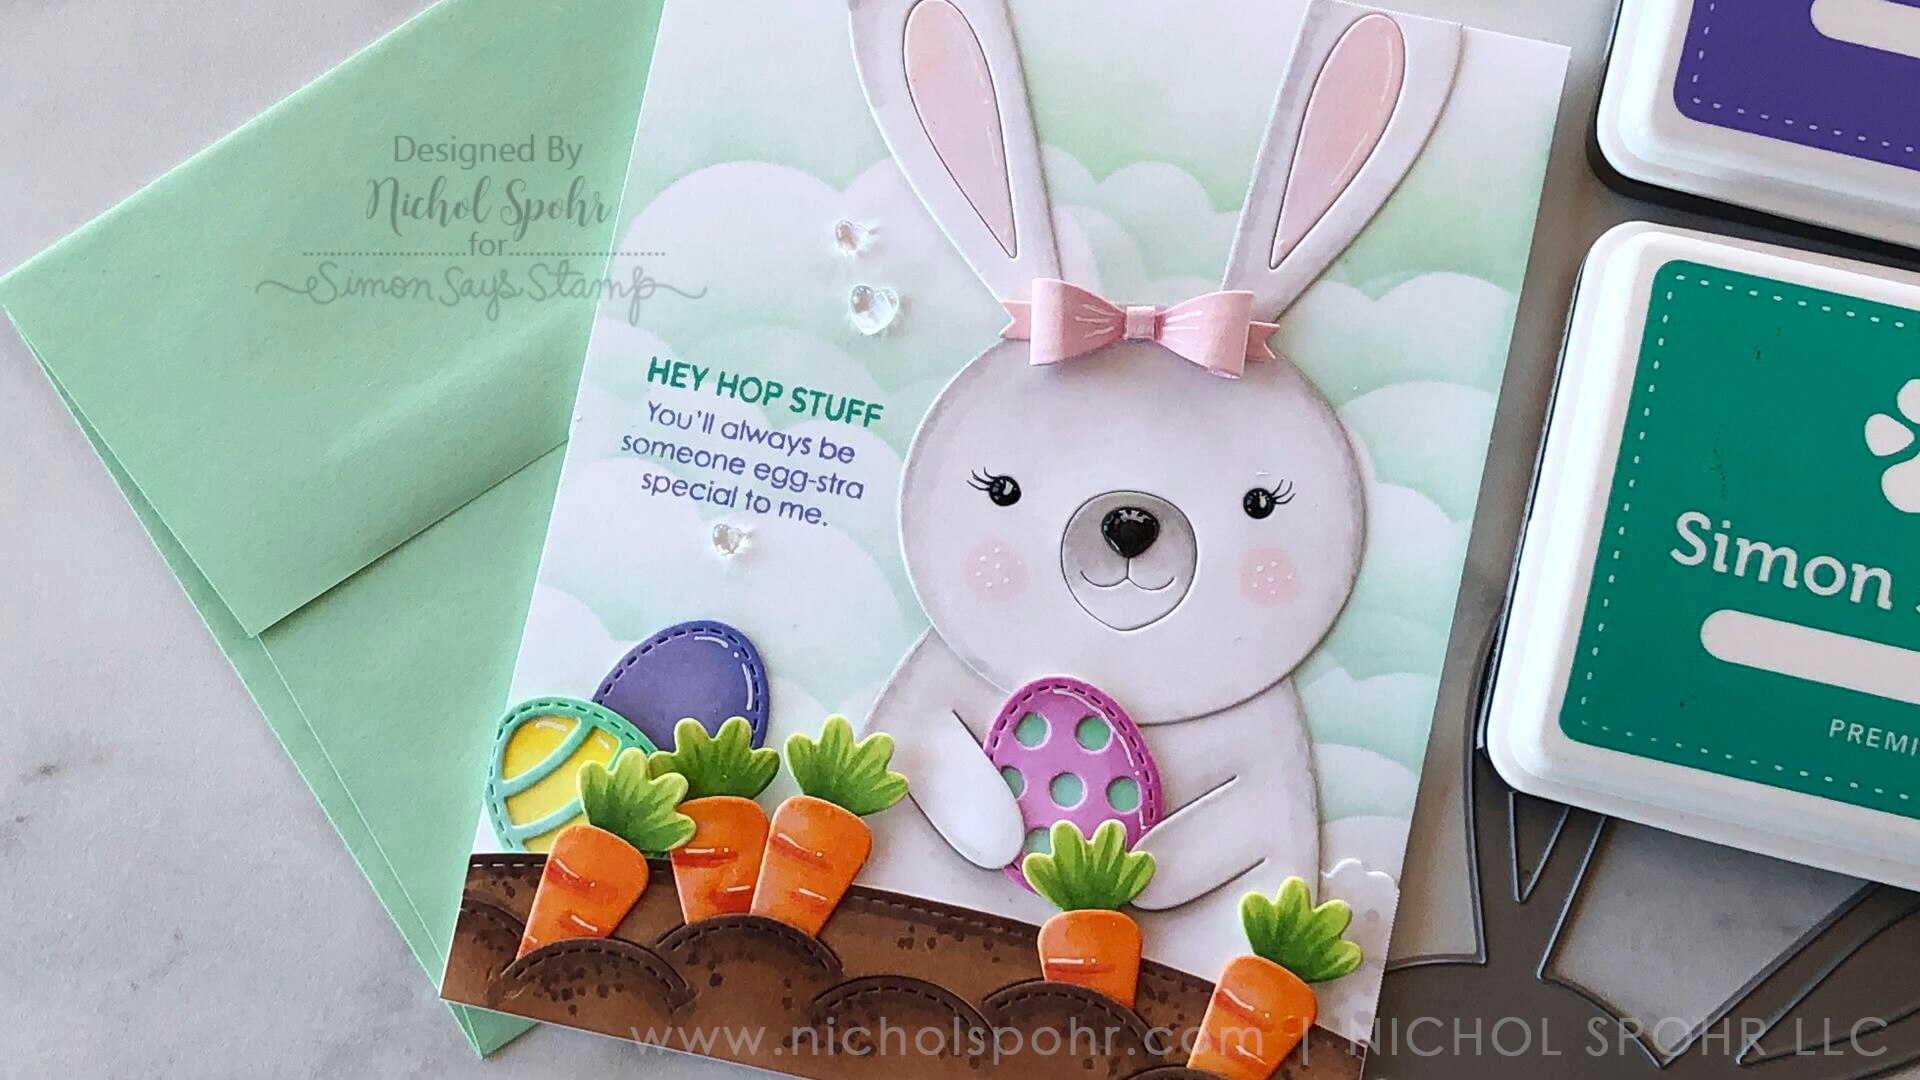 Designed By
Nichol Spohr
for
Simon Says Stamp
HEY HOP STUFF
You'll always be
someone egg-stra
special to me.
Simon
PREMI
www.nicholspohr.com | NICHOL SPOHR LLC